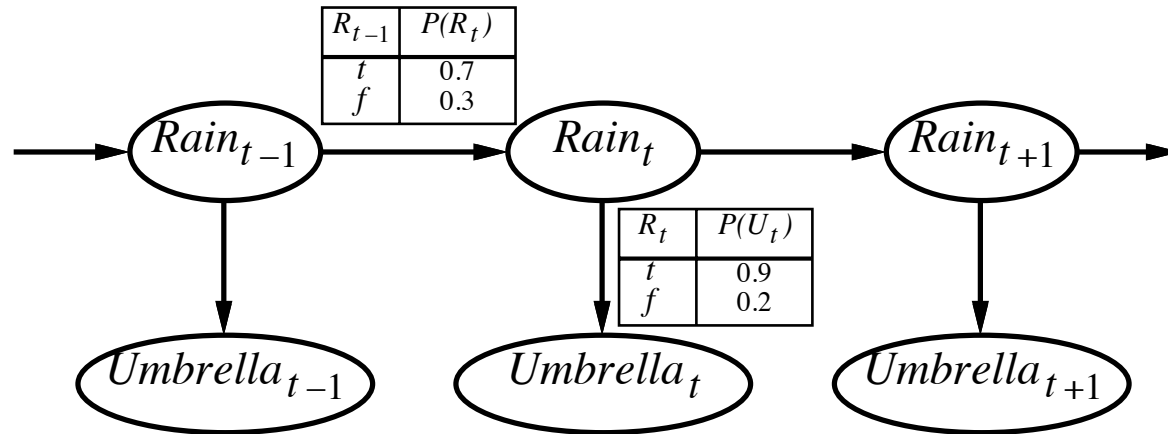 R_{t-1} P(R_t)
t 0.7
f 0.3
Rain_{t-1} Rain_t Rain_{t+1}
R_t P(U_t)
t 0.9
f 0.2
Umbrella_{t-1} Umbrella_t Umbrella_{t+1}